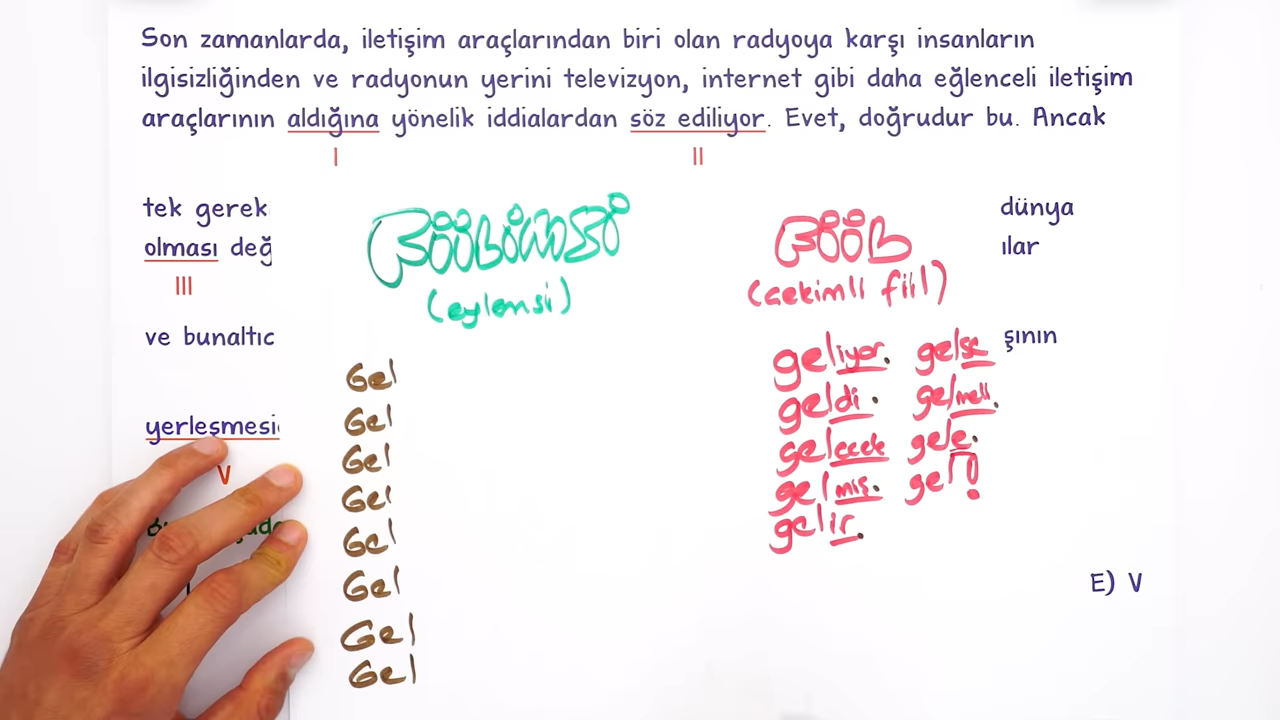 Son zamanlarda, iletişim araçlarından biri olan radyoya karşı insanların
ilgisizliğinden ve radyonun yerini televizyon, internet gibi daha eğlenceli iletişim
araçlarının aldığına yönelik iddialardan söz ediliyor. Evet, doğrudur bu. Ancak
I II
tek gerek dünya
olması değ ılar
III
ve bunaltıc şının
yerleşmesi
V
E) V
Fiilimsi
(eylemsi)
Gel
Gel
Gel
Gel
Gel
Gel
Gel
Gel
Fiil
(çekimli fiil)
geliyor. gelse
geldi. gelmeli.
gelecek gele.
gelmiş. gel!
gelir.